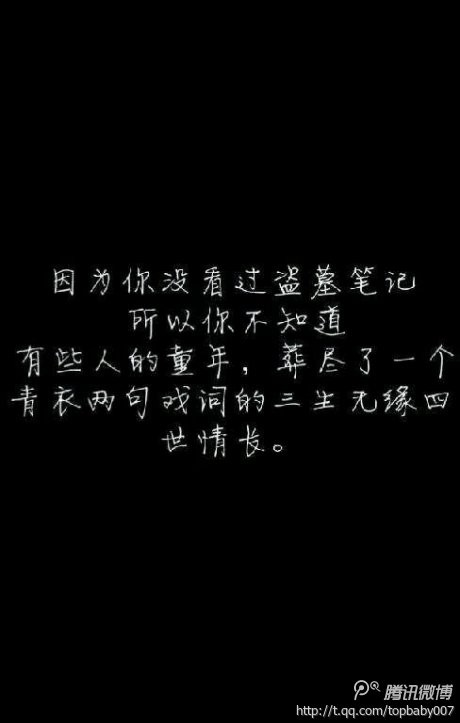 因为你没看过盗墓笔记
所以你不知道
有些人的童年，葬尽了一个
青衣两句戏词的三生无缘四
世情长。
腾讯微博
http://t.qq.com/topbaby007